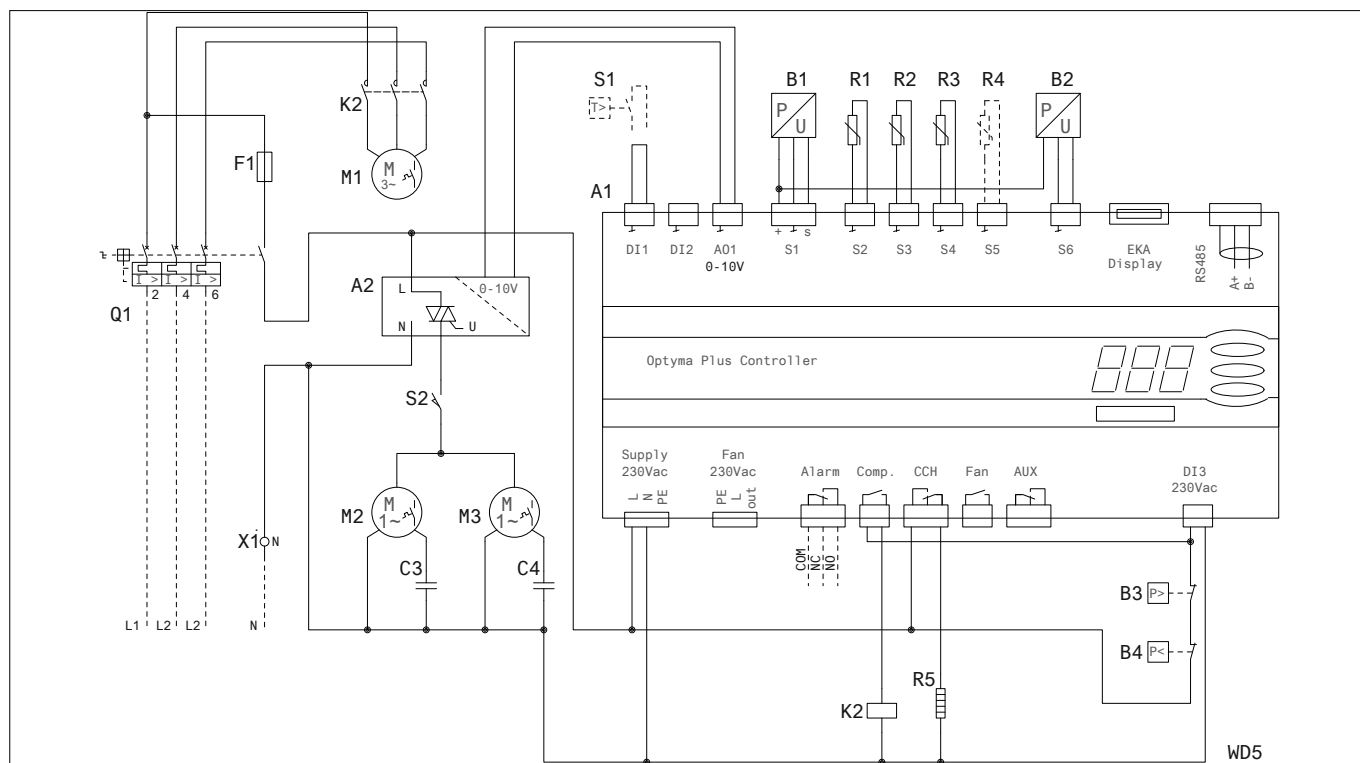 S1 B1 R1 R2 R3 R4 B2
T> P U P U
K2
F1
M1 M 3~
A1
+ s
DI1 DI2 AO1 S1 S2 S3 S4 S5 S6 EKA Display RS485 A+ B-
0-10V
I > I > I >
2 4 6
Q1
A2 L 0-10V
N U
Optyma Plus Controller
S2
Supply 230Vac Fan 230Vac Alarm Comp. CCH Fan AUX DI3 230Vac
L N PE PE L out
M2 M 1~ M3 M 1~
X1 N
COM NC NO
C3 C4
B3 P>
L1 L2 L2 N
B4 P<
R5
K2
WD5